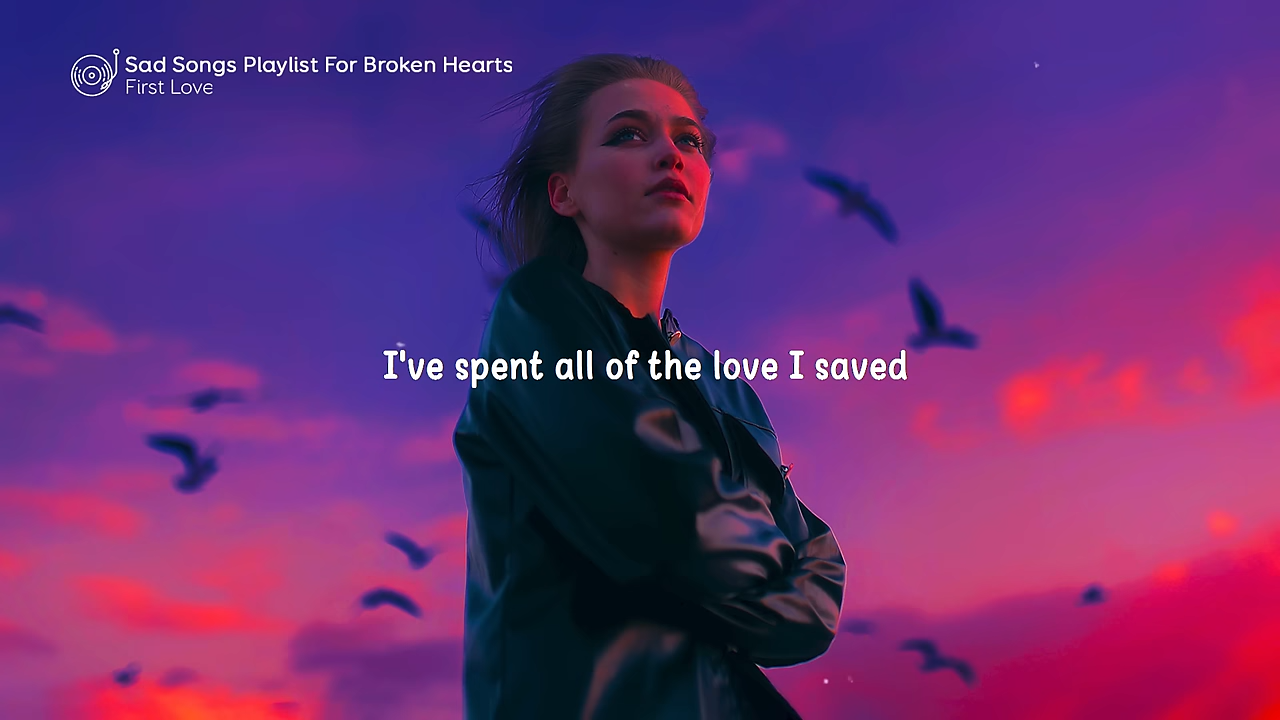 Sad Songs Playlist For Broken Hearts
First Love
I've spent all of the love I saved